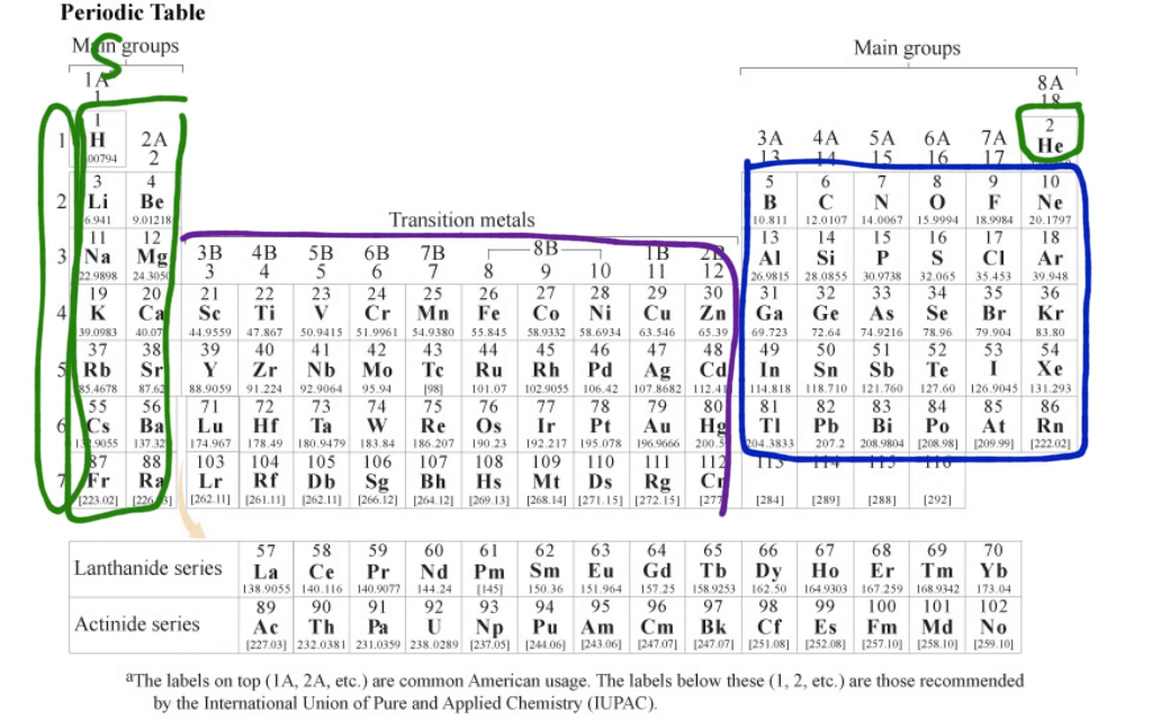 Periodic Table
Main groups
Main groups
S
1A
8A
1
18
1
1
2
H
2A
3A
4A
5A
6A
7A
He
00794
2
13
14
15
16
17
2
3
4
5
6
7
8
9
10
Li
Be
B
C
N
O
F
Ne
6.941
9.01218
Transition metals
10.811
12.0107
14.0067
15.9994
18.9984
20.1797
3
11
12
3B
4B
5B
6B
7B
8B
1B
2B
13
14
15
16
17
18
Na
Mg
3
4
5
6
7
8
9
10
11
12
Al
Si
P
S
Cl
Ar
22.9898
24.3050
26.9815
28.0855
30.9738
32.065
35.453
39.948
4
19
20
21
22
23
24
25
26
27
28
29
30
31
32
33
34
35
36
K
Ca
Sc
Ti
V
Cr
Mn
Fe
Co
Ni
Cu
Zn
Ga
Ge
As
Se
Br
Kr
39.0983
40.07
44.9559
47.867
50.9415
51.9961
54.9380
55.845
58.9332
58.6934
63.546
65.39
69.723
72.64
74.9216
78.96
79.904
83.80
5
37
38
39
40
41
42
43
44
45
46
47
48
49
50
51
52
53
54
Rb
Sr
Y
Zr
Nb
Mo
Tc
Ru
Rh
Pd
Ag
Cd
In
Sn
Sb
Te
I
Xe
85.4678
87.62
88.9059
91.224
92.9064
95.94
[98]
101.07
102.9055
106.42
107.8682
112.41
114.818
118.710
121.760
127.60
126.9045
131.293
6
55
56
71
72
73
74
75
76
77
78
79
80
81
82
83
84
85
86
Cs
Ba
Lu
Hf
Ta
W
Re
Os
Ir
Pt
Au
Hg
Tl
Pb
Bi
Po
At
Rn
132.9055
137.32
174.967
178.49
180.9479
183.84
186.207
190.23
192.217
195.078
196.9666
200.5
204.3833
207.2
208.9804
[208.98]
[209.99]
[222.02]
7
87
88
103
104
105
106
107
108
109
110
111
112
113
114
115
116
Fr
Ra
Lr
Rf
Db
Sg
Bh
Hs
Mt
Ds
Rg
Cn
[223.02]
[262.11]
[261.11]
[262.11]
[266.12]
[264.12]
[269.13]
[268.14]
[271.15]
[272.15]
[277
[284]
[289]
[288]
[292]
Lanthanide series
57
58
59
60
61
62
63
64
65
66
67
68
69
70
La
Ce
Pr
Nd
Pm
Sm
Eu
Gd
Tb
Dy
Ho
Er
Tm
Yb
138.9055
140.116
140.9077
144.24
[145]
150.36
151.964
157.25
158.9253
162.50
164.9303
167.259
168.9342
173.04
Actinide series
89
90
91
92
93
94
95
96
97
98
99
100
101
102
Ac
Th
Pa
U
Np
Pu
Am
Cm
Bk
Cf
Es
Fm
Md
No
[227.03]
232.0381
231.0359
238.0289
[237.05]
[244.06]
[243.06]
[247.07]
[247.07]
[251.08]
[252.08]
[257.10]
[258.10]
[259.10]
aThe labels on top (1A, 2A, etc.) are common American usage. The labels below these (1, 2, etc.) are those recommended
by the International Union of Pure and Applied Chemistry (IUPAC).